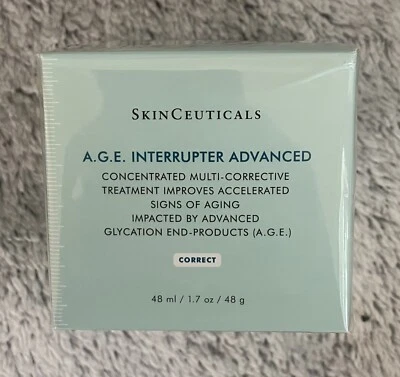 SKINCEUTICALS
A.G.E. INTERRUPTER ADVANCED
CONCENTRATED MULTI-CORRECTIVE
TREATMENT IMPROVES ACCELERATED
SIGNS OF AGING
IMPACTED BY ADVANCED
GLYCATION END-PRODUCTS (A.G.E.)
CORRECT
48 ml / 1.7 oz / 48 g